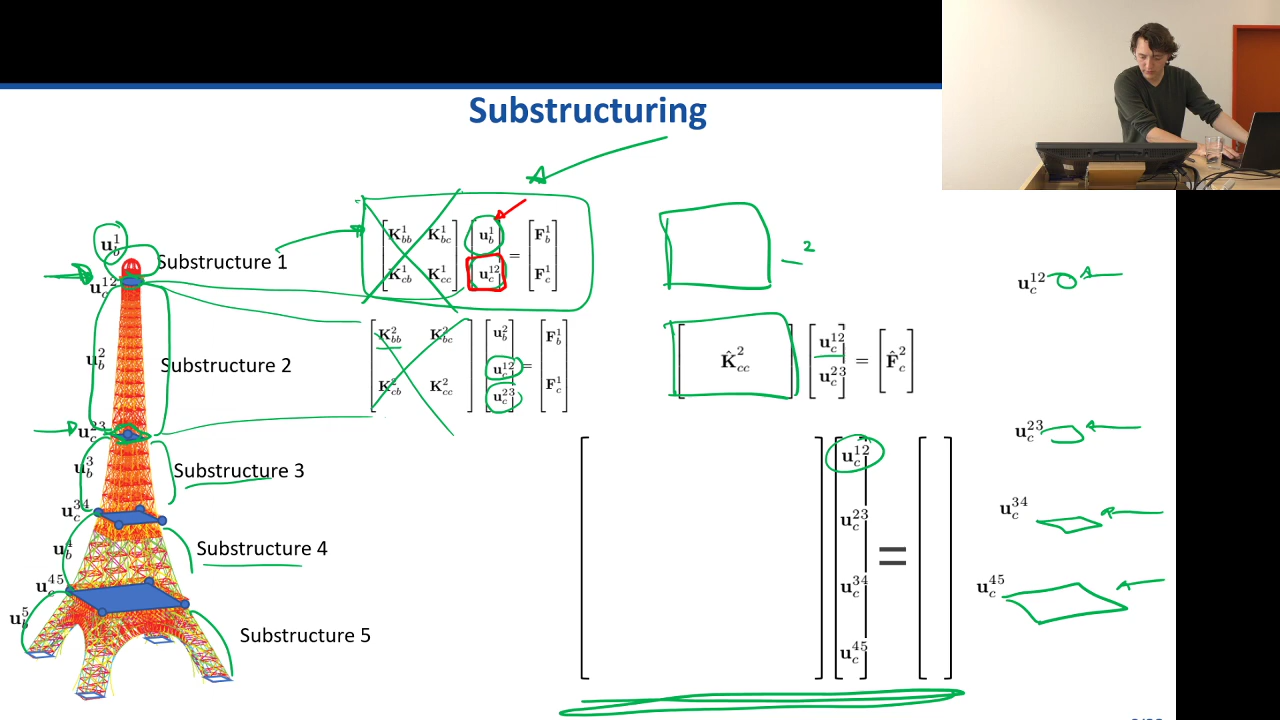 Substructuring
u_b^1
Substructure 1
u_c^12
[K_bb^1 K_bc^1] [u_b^1] = [F_b^1]
[K_cb^1 K_cc^1] [u_c^12] [F_c^1]
2
u_c^12
u_b^2
Substructure 2
[K_bb^2 K_bc^2] [u_b^2] = [F_b^1]
[u_c^12]
[K_cb^2 K_cc^2] [u_c^23] [F_c^1]
[K̂_cc^2] [u_c^12] = [F̂_c^2]
[u_c^23]
u_c^23
u_b^3
Substructure 3
u_c^12
u_c^23
u_c^34
u_c^45
=
u_c^23
u_c^34
u_b^4
Substructure 4
u_c^34
u_c^45
u_b^5
Substructure 5
u_c^45